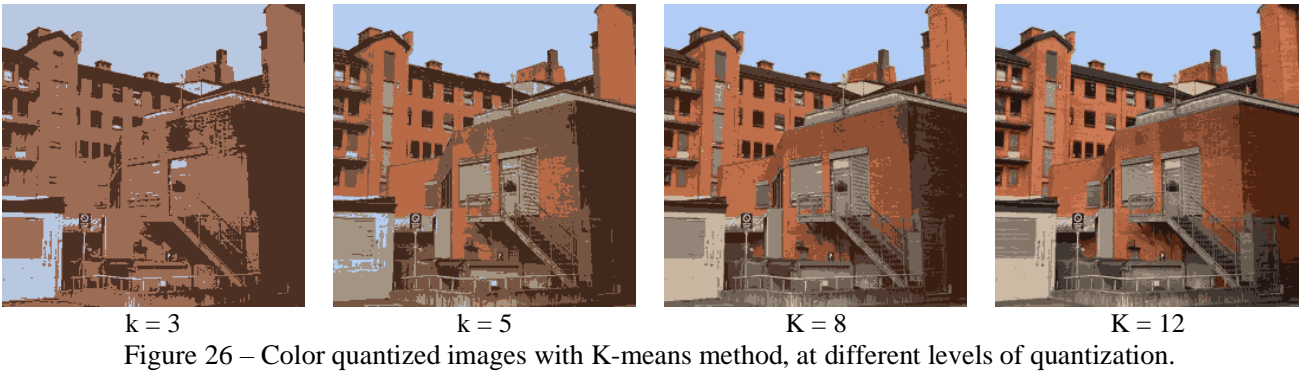 k = 3
k = 5
K = 8
K = 12
Figure 26 – Color quantized images with K-means method, at different levels of quantization.